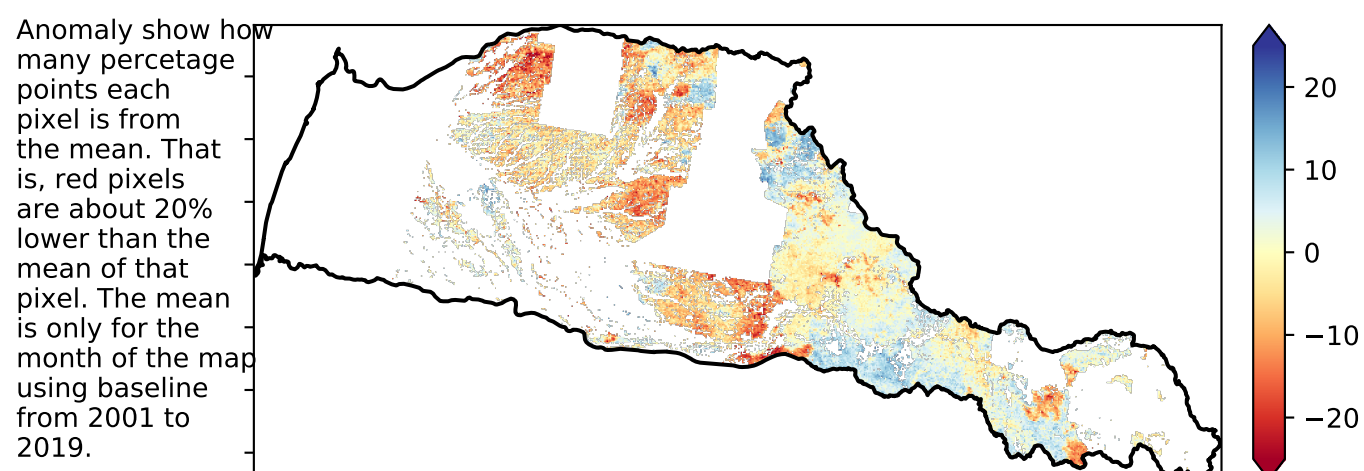 Anomaly show how
many percetage
points each
pixel is from
the mean. That
is, red pixels
are about 20%
lower than the
mean of that
pixel. The mean
is only for the
month of the map
using baseline
from 2001 to
2019.
20
10
0
−10
−20